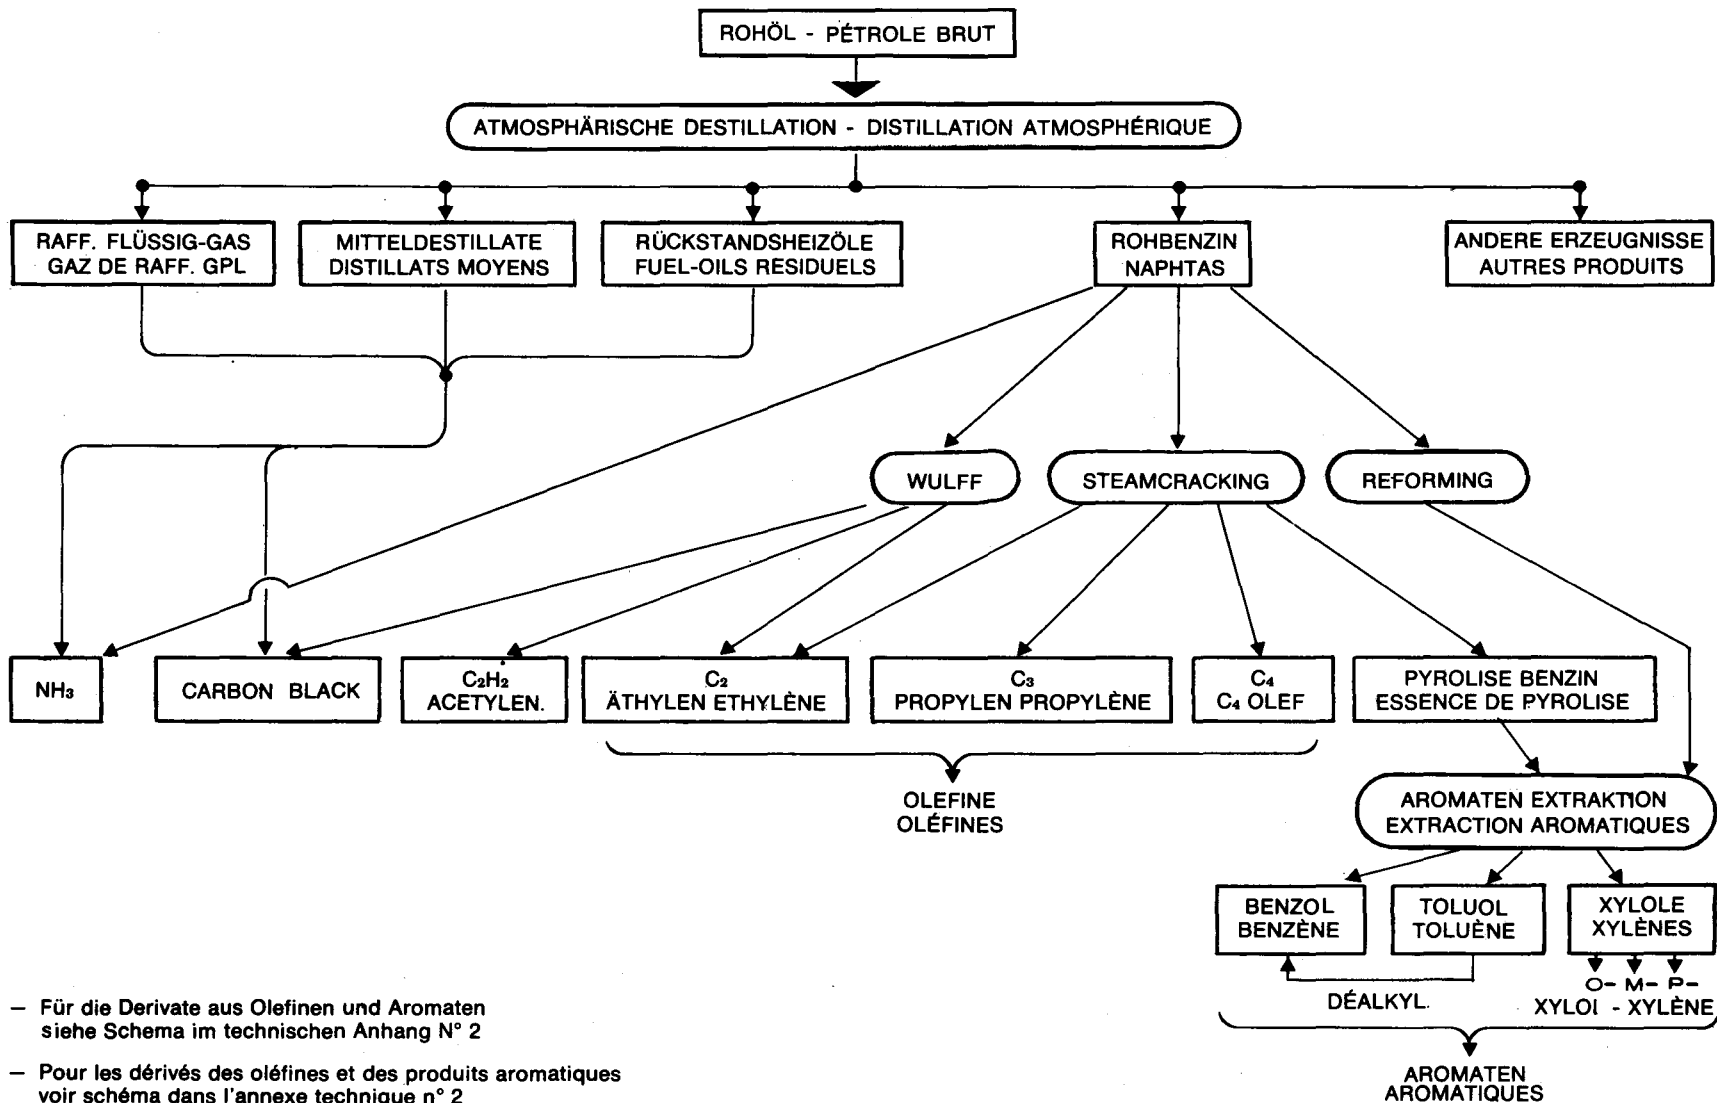 ROHÖL - PÉTROLE BRUT
ATMOSPHÄRISCHE DESTILLATION - DISTILLATION ATMOSPHÉRIQUE
RAFF. FLÜSSIG-GAS
GAZ DE RAFF. GPL
MITTELDESTILLATE
DISTILLATS MOYENS
RÜCKSTANDSHEIZÖLE
FUEL-OILS RESIDUELS
ROHBENZIN
NAPHTAS
ANDERE ERZEUGNISSE
AUTRES PRODUITS
WULFF
STEAMCRACKING
REFORMING
NH₃
CARBON BLACK
C₂H₂
ACETYLEN.
C₂
ÄTHYLEN ETHYLÈNE
C₃
PROPYLEN PROPYLÈNE
C₄
C₄ OLEF
PYROLISE BENZIN
ESSENCE DE PYROLISE
OLEFINE
OLÉFINES
AROMATEN EXTRAKTION
EXTRACTION AROMATIQUES
BENZOL
BENZÈNE
TOLUOL
TOLUÈNE
XYLOLE
XYLÈNES
DÉALKYL.
O- M- P-
XYLOL - XYLÈNE
AROMATEN
AROMATIQUES
— Für die Derivate aus Olefinen und Aromaten
siehe Schema im technischen Anhang N° 2
— Pour les dérivés des oléfines et des produits aromatiques
voir schéma dans l'annexe technique n° 2